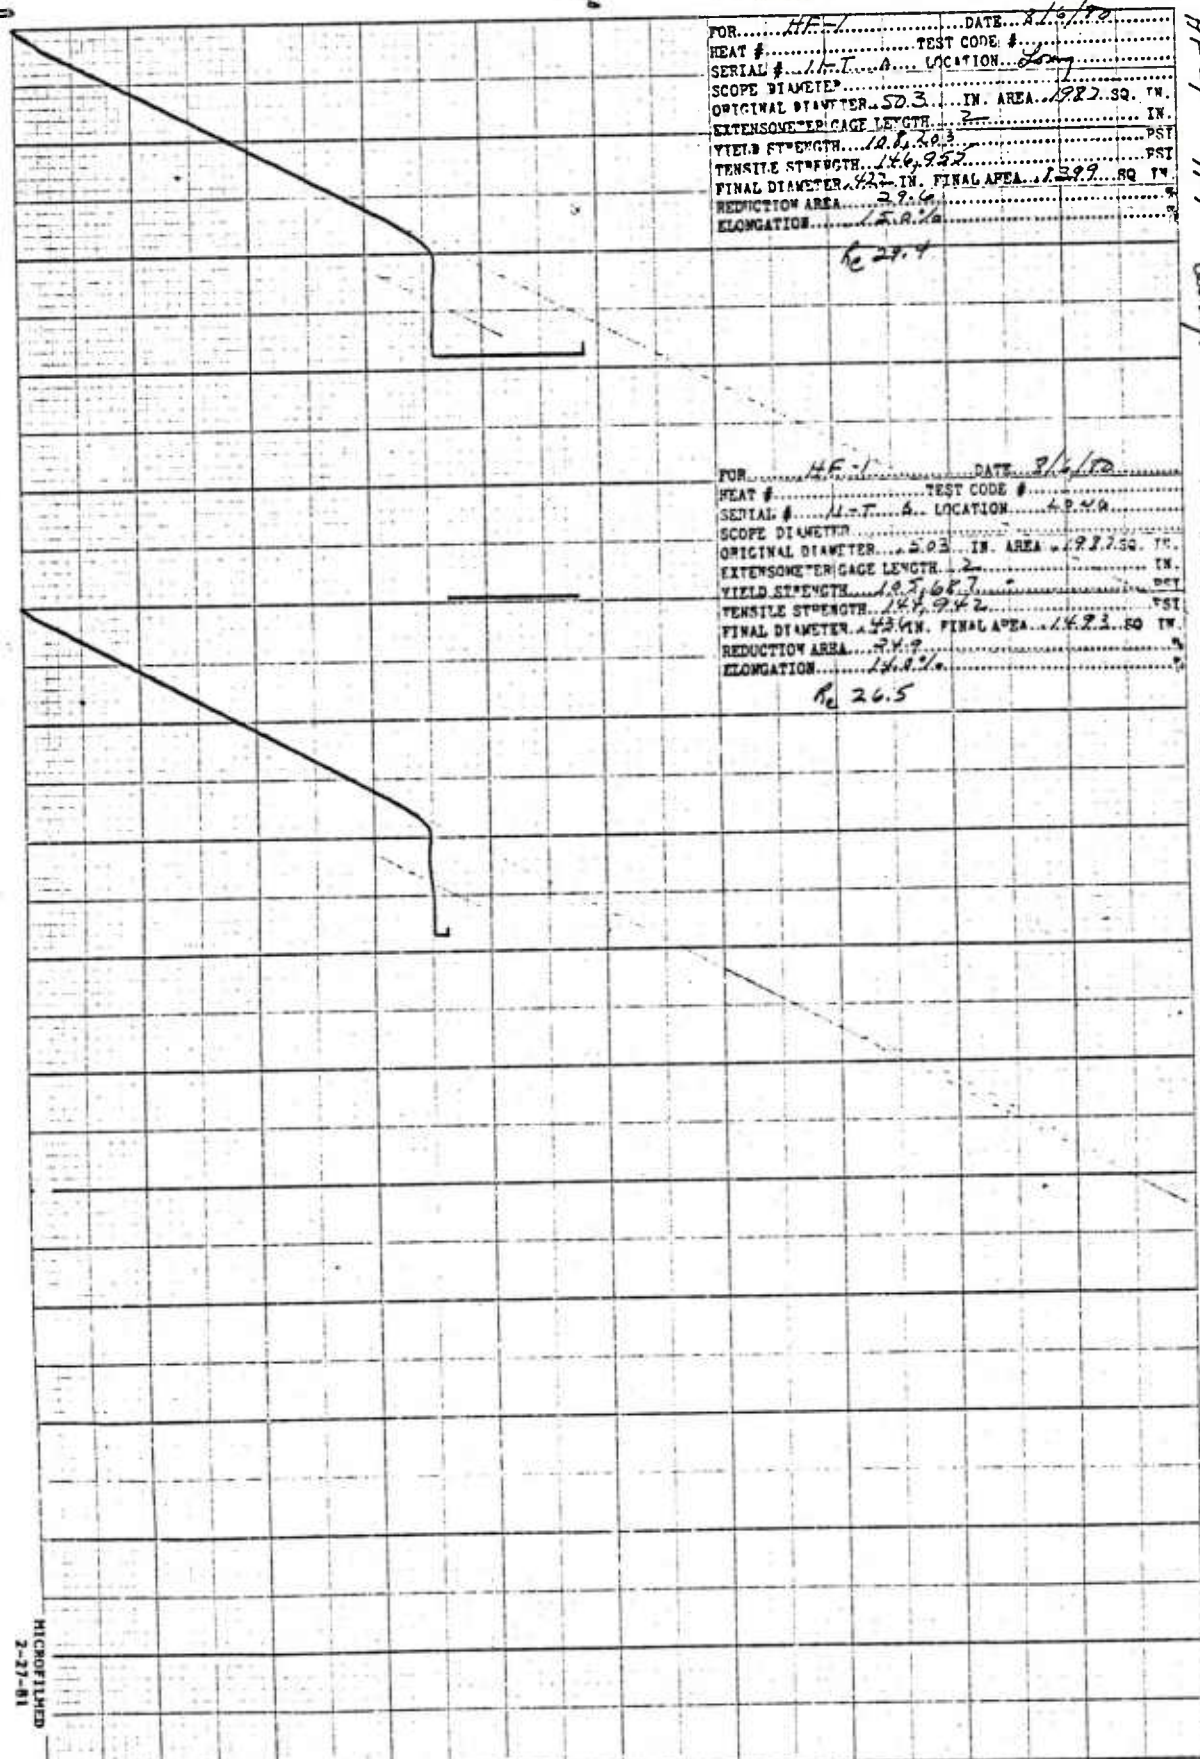 FOR HF-1 DATE 8/6/80
HEAT # TEST CODE #
SERIAL # 11-T A LOCATION Long
SCOPE DIAMETER
ORIGINAL DIAMETER .503 IN. AREA .1987 SQ. IN.
EXTENSOMETER GAGE LENGTH 2 IN.
YIELD STRENGTH 108,203 PSI
TENSILE STRENGTH 146,952 PSI
FINAL DIAMETER .422 IN. FINAL AREA .1399 SQ IN.
REDUCTION AREA 29.6 %
ELONGATION 15.0% %
Rc 29.4
FOR HF-1 DATE 8/6/80
HEAT # TEST CODE #
SERIAL # 11-T B LOCATION LONG
SCOPE DIAMETER
ORIGINAL DIAMETER .503 IN. AREA .1987 SQ. IN.
EXTENSOMETER GAGE LENGTH 2 IN.
YIELD STRENGTH 105,687 PSI
TENSILE STRENGTH 144,942 PSI
FINAL DIAMETER .436 IN. FINAL AREA .1493 SQ IN.
REDUCTION AREA 24.9 %
ELONGATION 14.0% %
Rc 26.5
MICROFILMED
2-27-81